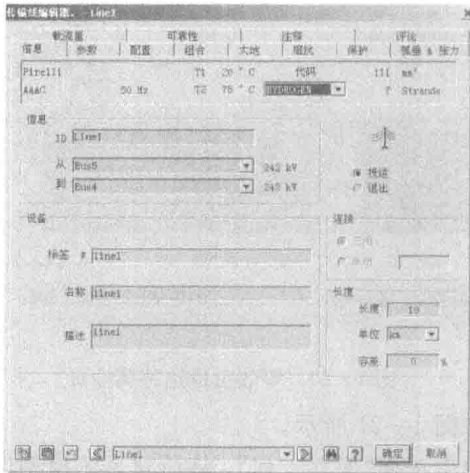 传输线编辑器。 - Line1
载流量 可靠性 注释 评论
信息 参数 配置 组合 大地 阻抗 保护 弧垂 & 张力
Pirelli T1 20 ° C 代码 111 mm²
AAAC 50 Hz T2 75 ° C HYDROGEN 7 Strands
信息
ID Line1
从 Bus5 242 kV
到 Bus4 242 kV
投运
退出
设备
标签 # line1
名称 line1
描述 line1
连接
三相
单相
长度
长度 10
单位 km
容差 0 %
Line1
? 确定 取消